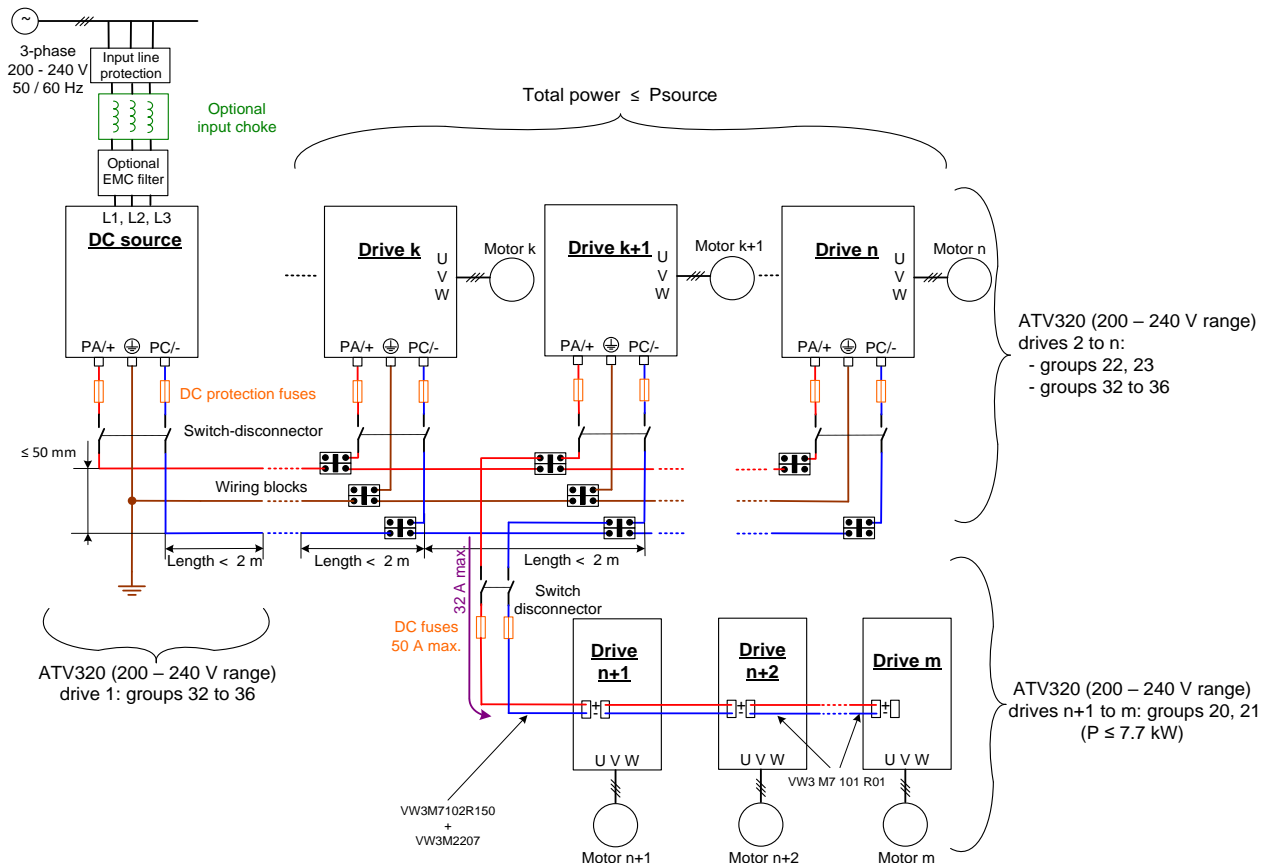 ~
3-phase
200 - 240 V
50 / 60 Hz
Input line
protection
Optional
input choke
Optional
EMC filter
Total power ≤ Psource
L1, L2, L3
DC source
PA/+
PC/-
Drive k
U
V
W
Motor k
PA/+
PC/-
Drive k+1
U
V
W
Motor k+1
PA/+
PC/-
Drive n
U
V
W
Motor n
PA/+
PC/-
ATV320 (200 – 240 V range)
drives 2 to n:
- groups 22, 23
- groups 32 to 36
DC protection fuses
Switch-disconnector
≤ 50 mm
Wiring blocks
Length < 2 m
Length < 2 m
Length < 2 m
32 A max.
Switch
disconnector
DC fuses
50 A max.
ATV320 (200 – 240 V range)
drive 1: groups 32 to 36
Drive
n+1
+
-
U V W
Motor n+1
Drive
n+2
+
-
U V W
Motor n+2
Drive m
+
-
U V W
Motor m
VW3 M7 101 R01
VW3M7102R150
+
VW3M2207
ATV320 (200 – 240 V range)
drives n+1 to m: groups 20, 21
(P ≤ 7.7 kW)